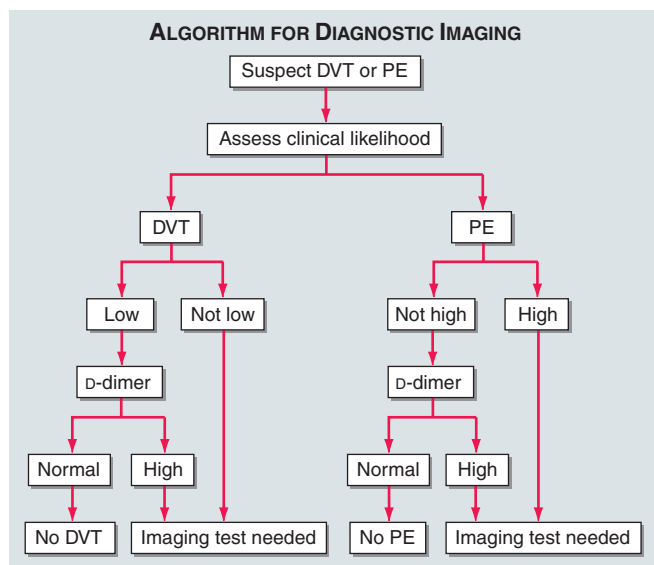 ALGORITHM FOR DIAGNOSTIC IMAGING
Suspect DVT or PE
Assess clinical likelihood
DVT
PE
Low
Not low
Not high
High
D-dimer
D-dimer
Normal
High
Normal
High
No DVT
Imaging test needed
No PE
Imaging test needed